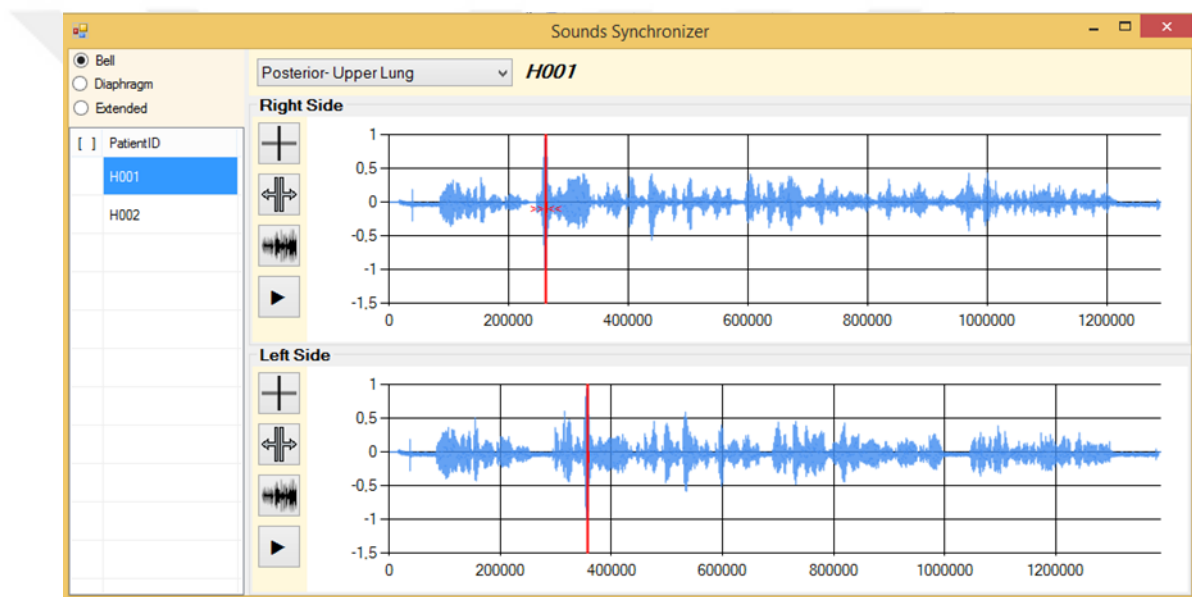 Sounds Synchronizer
Bell
Diaphragm
Extended
[ ] PatientID
H001
H002
Posterior- Upper Lung
H001
Right Side
1
0,5
0
>>
<<
-0,5
-1
-1,5
0 200000 400000 600000 800000 1000000 1200000
Left Side
1
0,5
0
-0,5
-1
-1,5
0 200000 400000 600000 800000 1000000 1200000